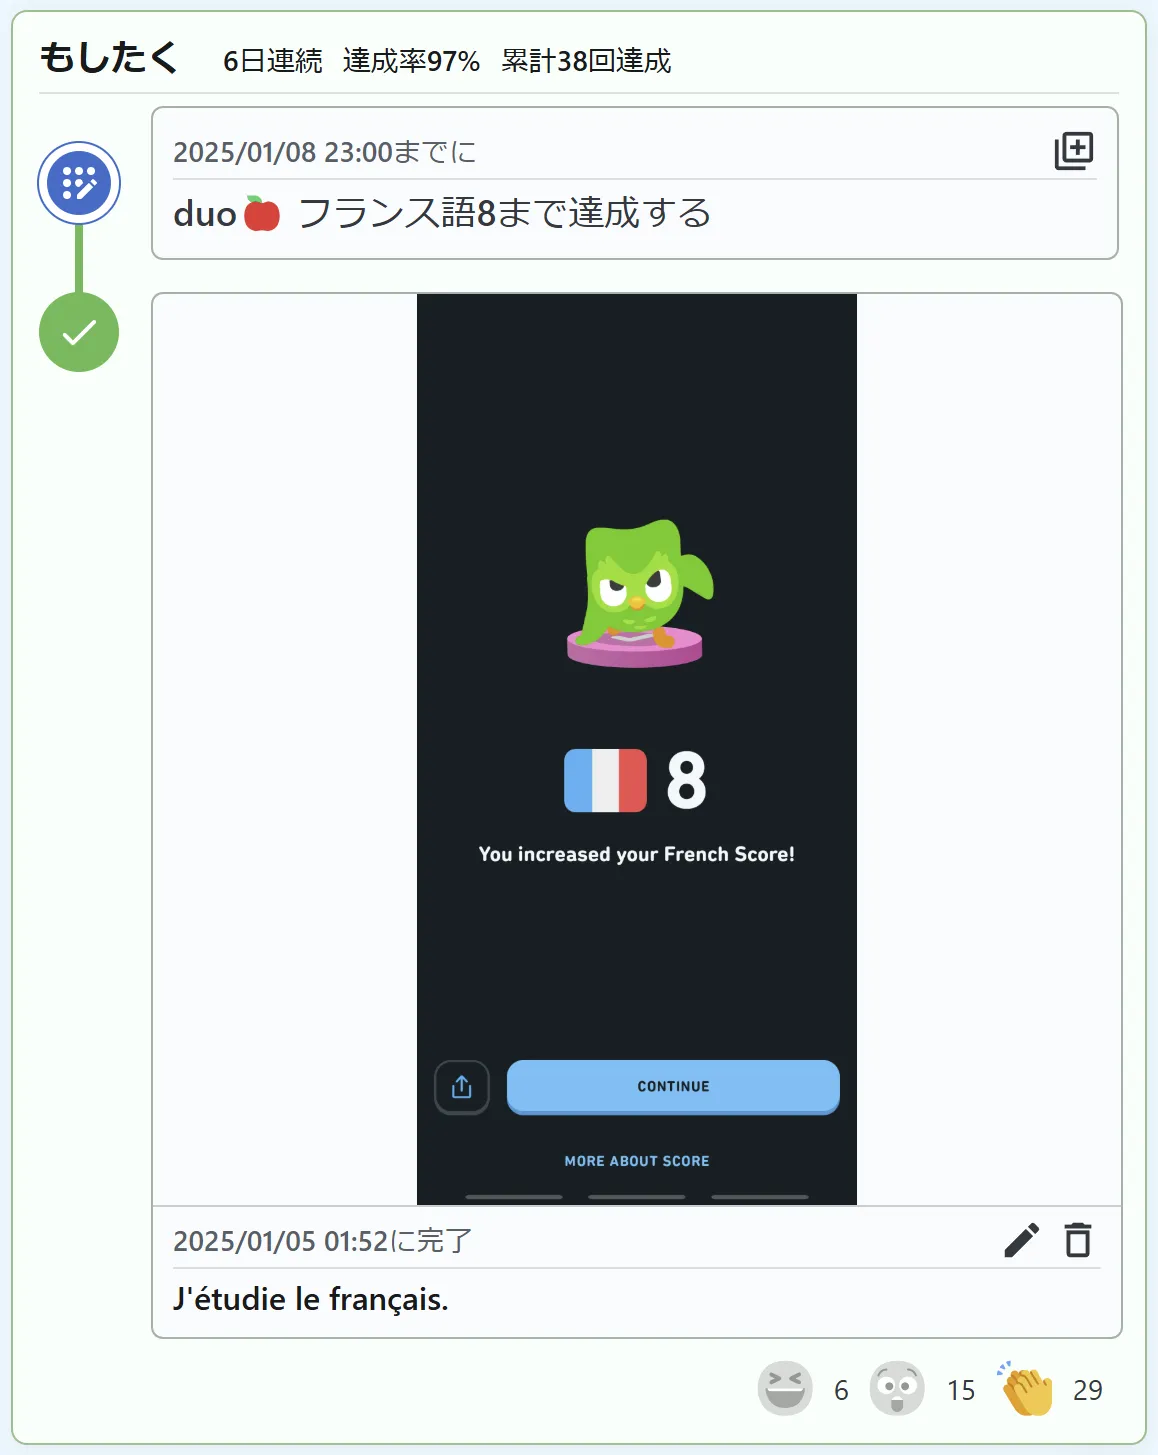 もしたく 6日連続 達成率97% 累計38回達成
2025/01/08 23:00までに
duo🍎 フランス語8まで達成する
8
You increased your French Score!
CONTINUE
MORE ABOUT SCORE
2025/01/05 01:52に完了
J'étudie le français.
6 15 29